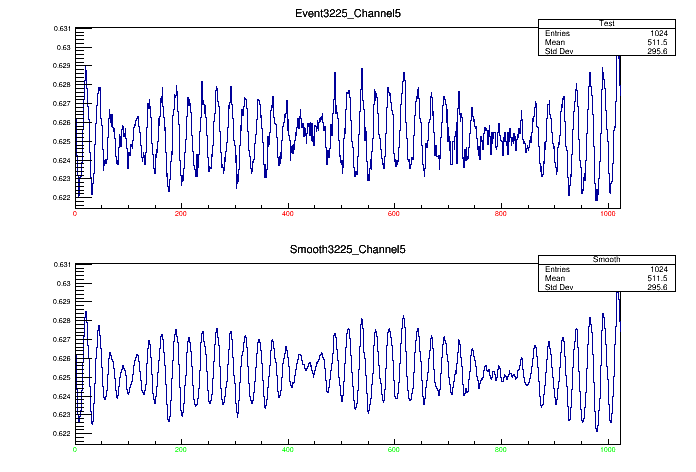 Event3225_Channel5
Test
Entries 1024
Mean 511.5
Std Dev 295.6
0.631
0.63
0.629
0.628
0.627
0.626
0.625
0.624
0.623
0.622
0 200 400 600 800 1000
Smooth3225_Channel5
Smooth
Entries 1024
Mean 511.5
Std Dev 295.6
0.631
0.63
0.629
0.628
0.627
0.626
0.625
0.624
0.623
0.622
0 200 400 600 800 1000